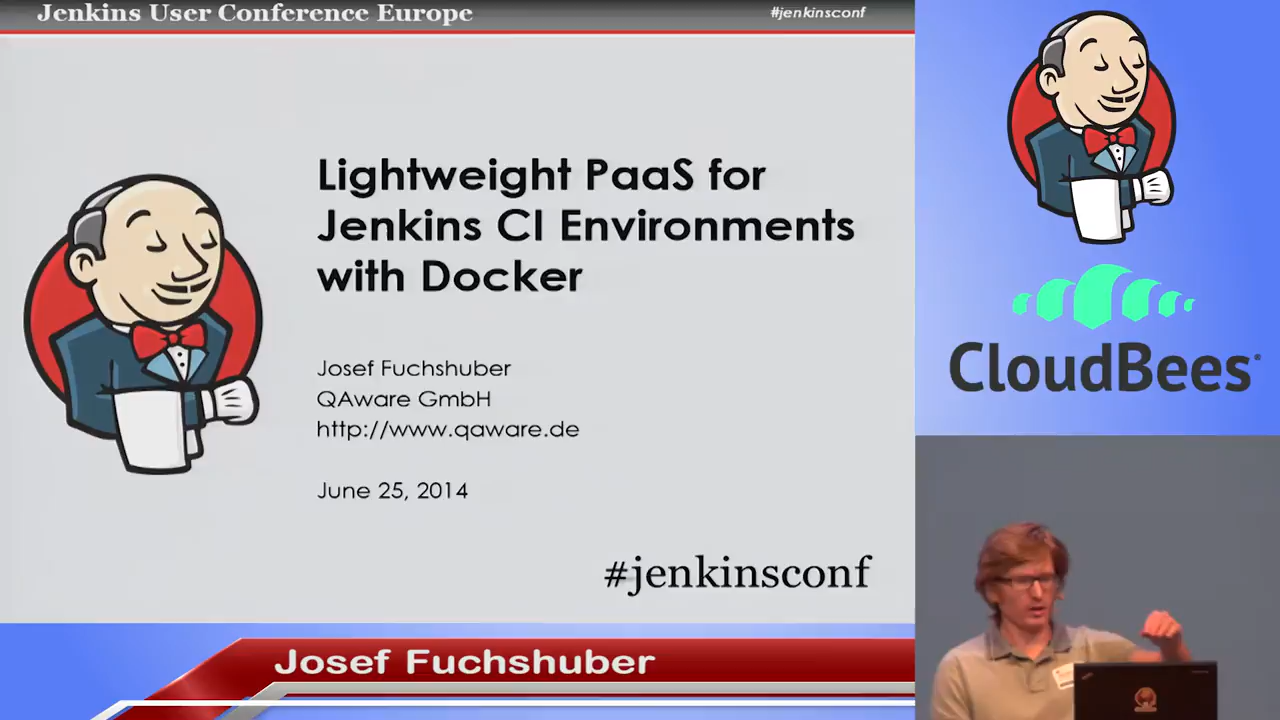 Jenkins User Conference Europe
#jenkinsconf
Lightweight PaaS for
Jenkins CI Environments
with Docker
Josef Fuchshuber
QAware GmbH
http://www.qaware.de
June 25, 2014
#jenkinsconf
CloudBees
Josef Fuchshuber